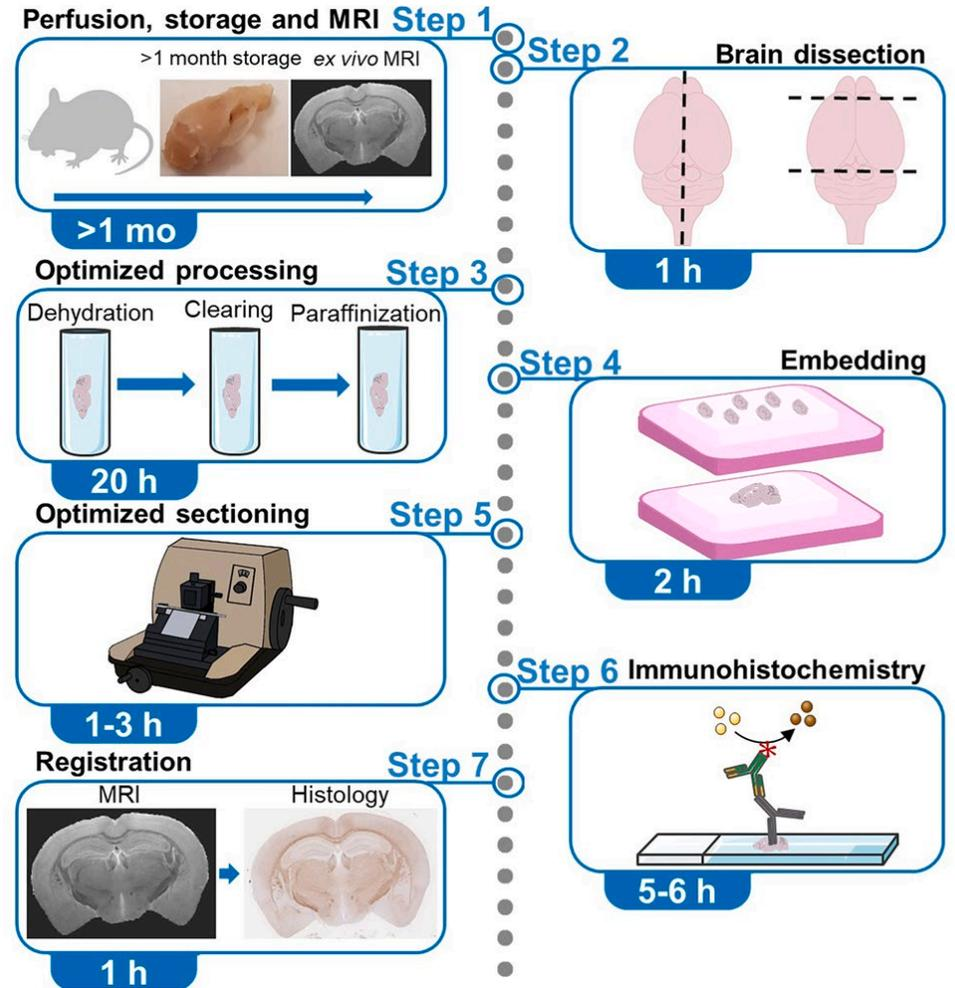 Perfusion, storage and MRI Step 1
>1 month storage ex vivo MRI
>1 mo
Step 2
Brain dissection
1 h
Optimized processing
Step 3
Dehydration
Clearing
Paraffinization
20 h
Step 4
Embedding
2 h
Optimized sectioning
Step 5
1-3 h
Step 6 Immunohistochemistry
5-6 h
Registration
Step 7
MRI
Histology
1 h